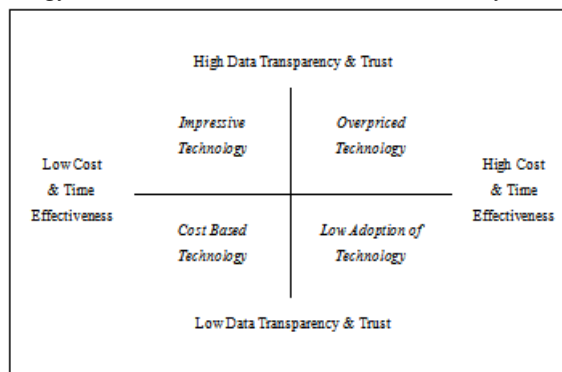 High Data Transparency & Trust
Impressive
Technology
Overpriced
Technology
Low Cost
& Time
Effectiveness
High Cost
& Time
Effectiveness
Cost Based
Technology
Low Adoption of
Technology
Low Data Transparency & Trust